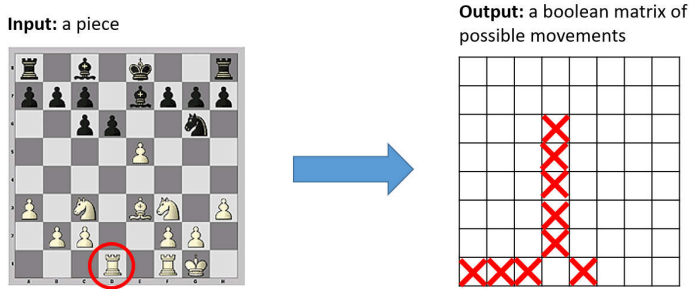 Input: a piece
Output: a boolean matrix of
possible movements
8
7
6
5
4
3
2
1
A B C D E F G H